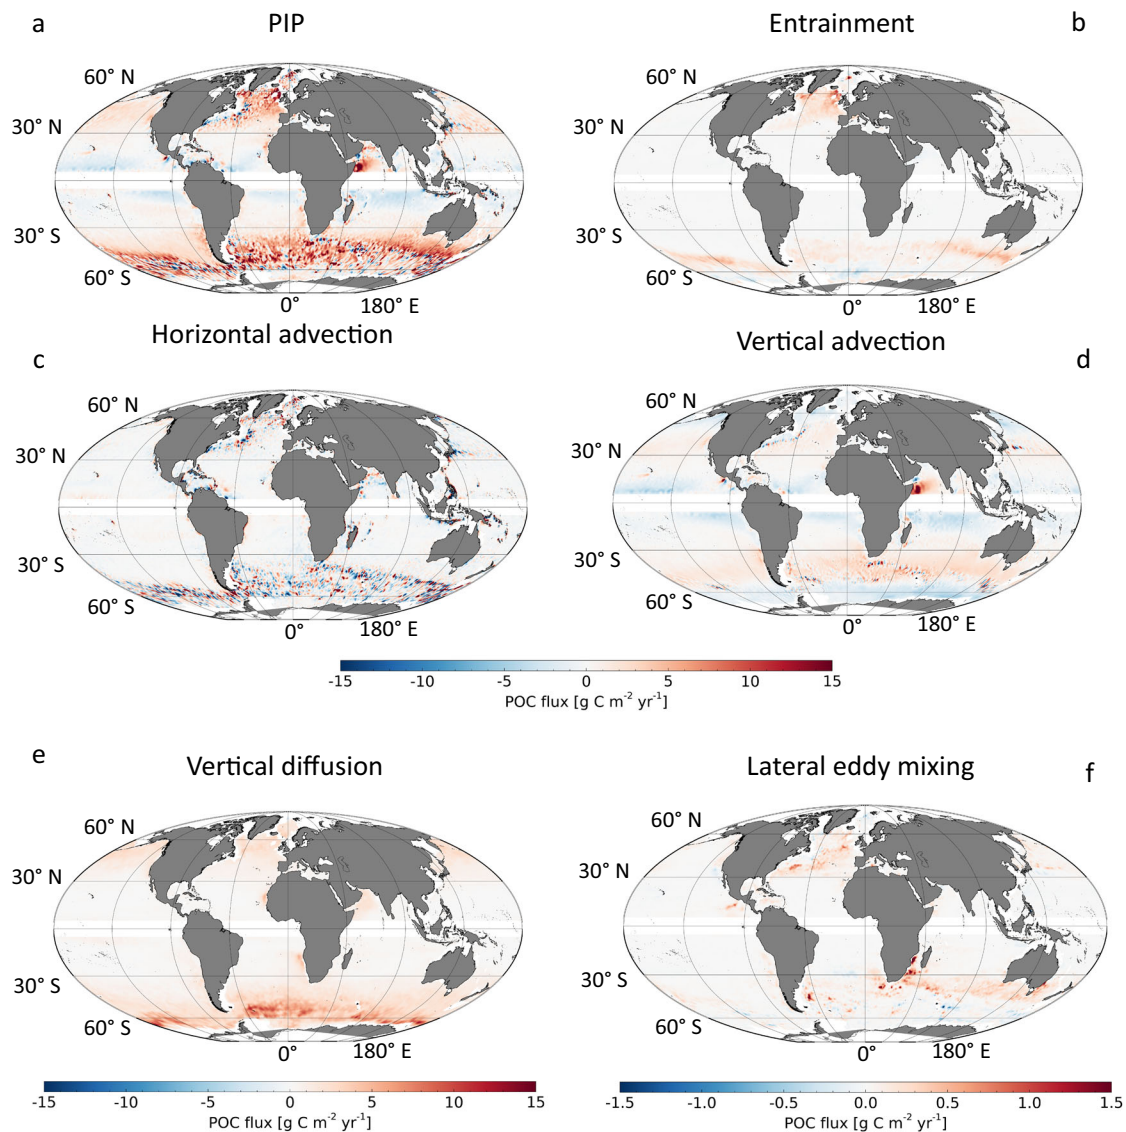 a
PIP
60° N
30° N
30° S
60° S
0°
180° E
Entrainment
b
60° N
30° N
30° S
60° S
0°
180° E
Horizontal advection
c
60° N
30° N
30° S
60° S
0°
180° E
Vertical advection
d
60° N
30° N
30° S
60° S
0°
180° E
-15 -10 -5 0 5 10 15
POC flux [g C m⁻² yr⁻¹]
e
Vertical diffusion
60° N
30° N
30° S
60° S
0°
180° E
-15 -10 -5 0 5 10 15
POC flux [g C m⁻² yr⁻¹]
Lateral eddy mixing
f
60° N
30° N
30° S
60° S
0°
180° E
-1.5 -1.0 -0.5 0.0 0.5 1.0 1.5
POC flux [g C m⁻² yr⁻¹]